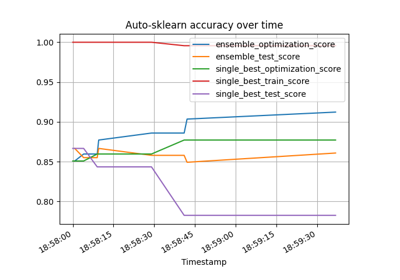 Auto-sklearn accuracy over time
1.00
0.95
0.90
0.85
0.80
ensemble_optimization_score
ensemble_test_score
single_best_optimization_score
single_best_train_score
single_best_test_score
18:58:00
18:58:15
18:58:30
18:58:45
18:59:00
18:59:15
18:59:30
Timestamp